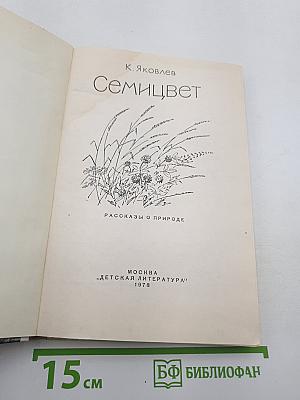 К. Яковлев
Семицвет
РАССКАЗЫ О ПРИРОДЕ
МОСКВА
„ДЕТСКАЯ ЛИТЕРАТУРА"
1978
15 см
БФ БИБЛИОФАН